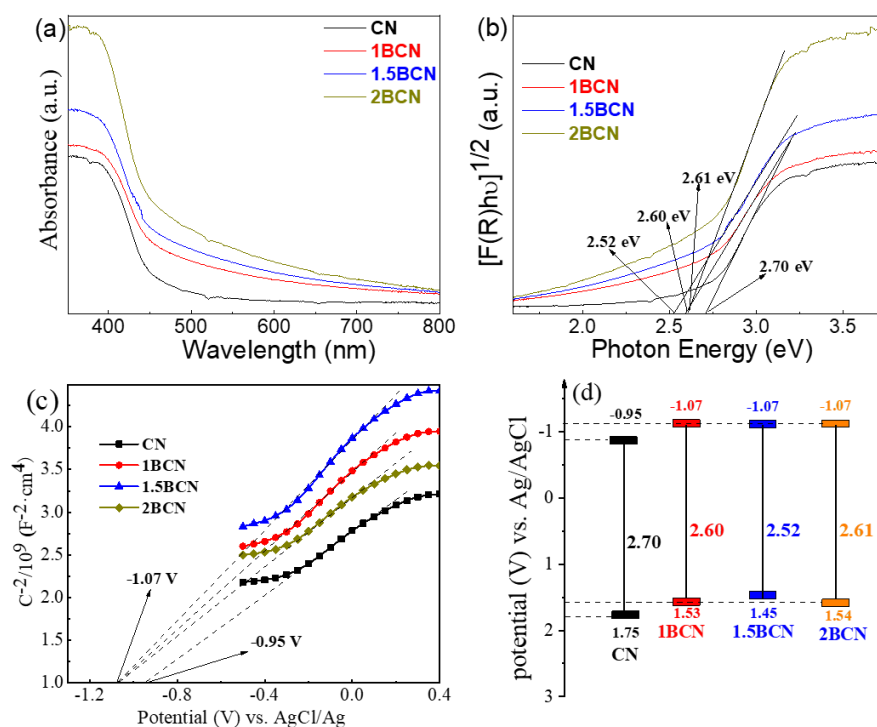 (a)
CN
1BCN
1.5BCN
2BCN
Absorbance (a.u.)
400 500 600 700 800
Wavelength (nm)
(b)
CN
1BCN
1.5BCN
2BCN
[F(R)hυ]^1/2 (a.u.)
2.61 eV
2.60 eV
2.52 eV
2.70 eV
2.0 2.5 3.0 3.5
Photon Energy (eV)
(c)
CN
1BCN
1.5BCN
2BCN
C^-2/10^9 (F^-2·cm^4)
4.0
3.5
3.0
2.5
2.0
1.0
-1.07 V
-0.95 V
-1.2 -0.8 -0.4 0.0 0.4
Potential (V) vs. AgCl/Ag
(d)
potential (V) vs. Ag/AgCl
-1
0
1
2
3
-0.95 -1.07 -1.07 -1.07
2.70 2.60 2.52 2.61
1.75 1.53 1.45 1.54
CN 1BCN 1.5BCN 2BCN